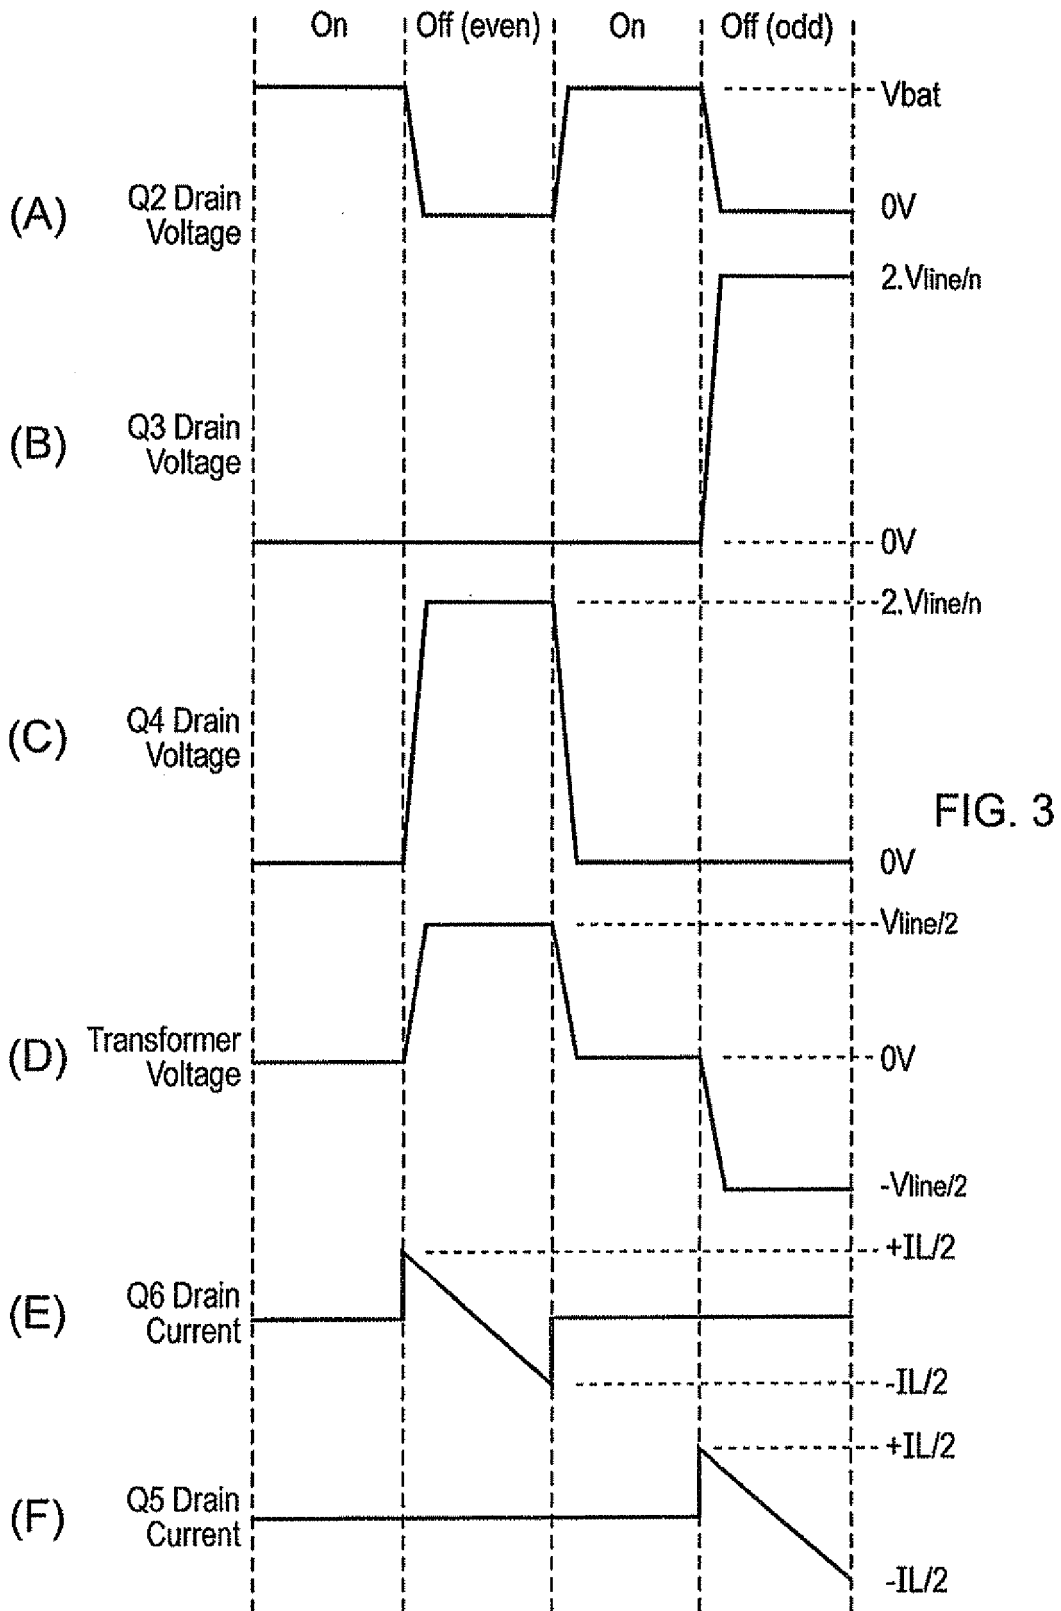 On Off (even) On Off (odd)
Vbat
(A) Q2 Drain
Voltage
0V
2.Vline/n
(B) Q3 Drain
Voltage
0V
2.Vline/n
(C) Q4 Drain
Voltage
FIG. 3
0V
Vline/2
(D) Transformer
Voltage
0V
-Vline/2
+IL/2
(E) Q6 Drain
Current
-IL/2
+IL/2
(F) Q5 Drain
Current
-IL/2